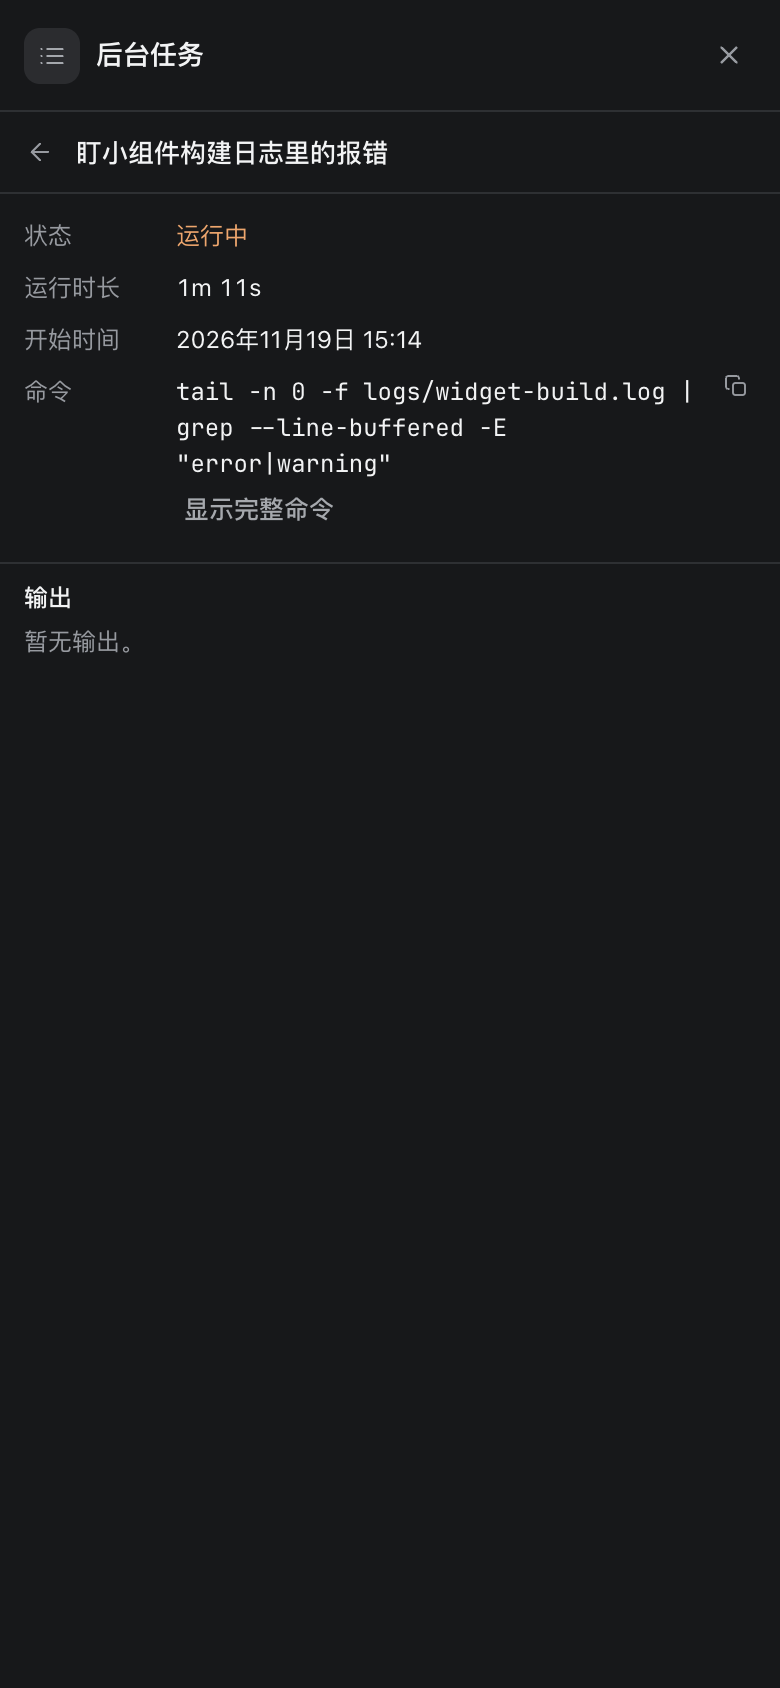 后台任务
盯小组件构建日志里的报错
状态 运行中
运行时长 1m 11s
开始时间 2026年11月19日 15:14
命令 tail -n 0 -f logs/widget-build.log |
grep --line-buffered -E
"error|warning"
显示完整命令
输出
暂无输出。